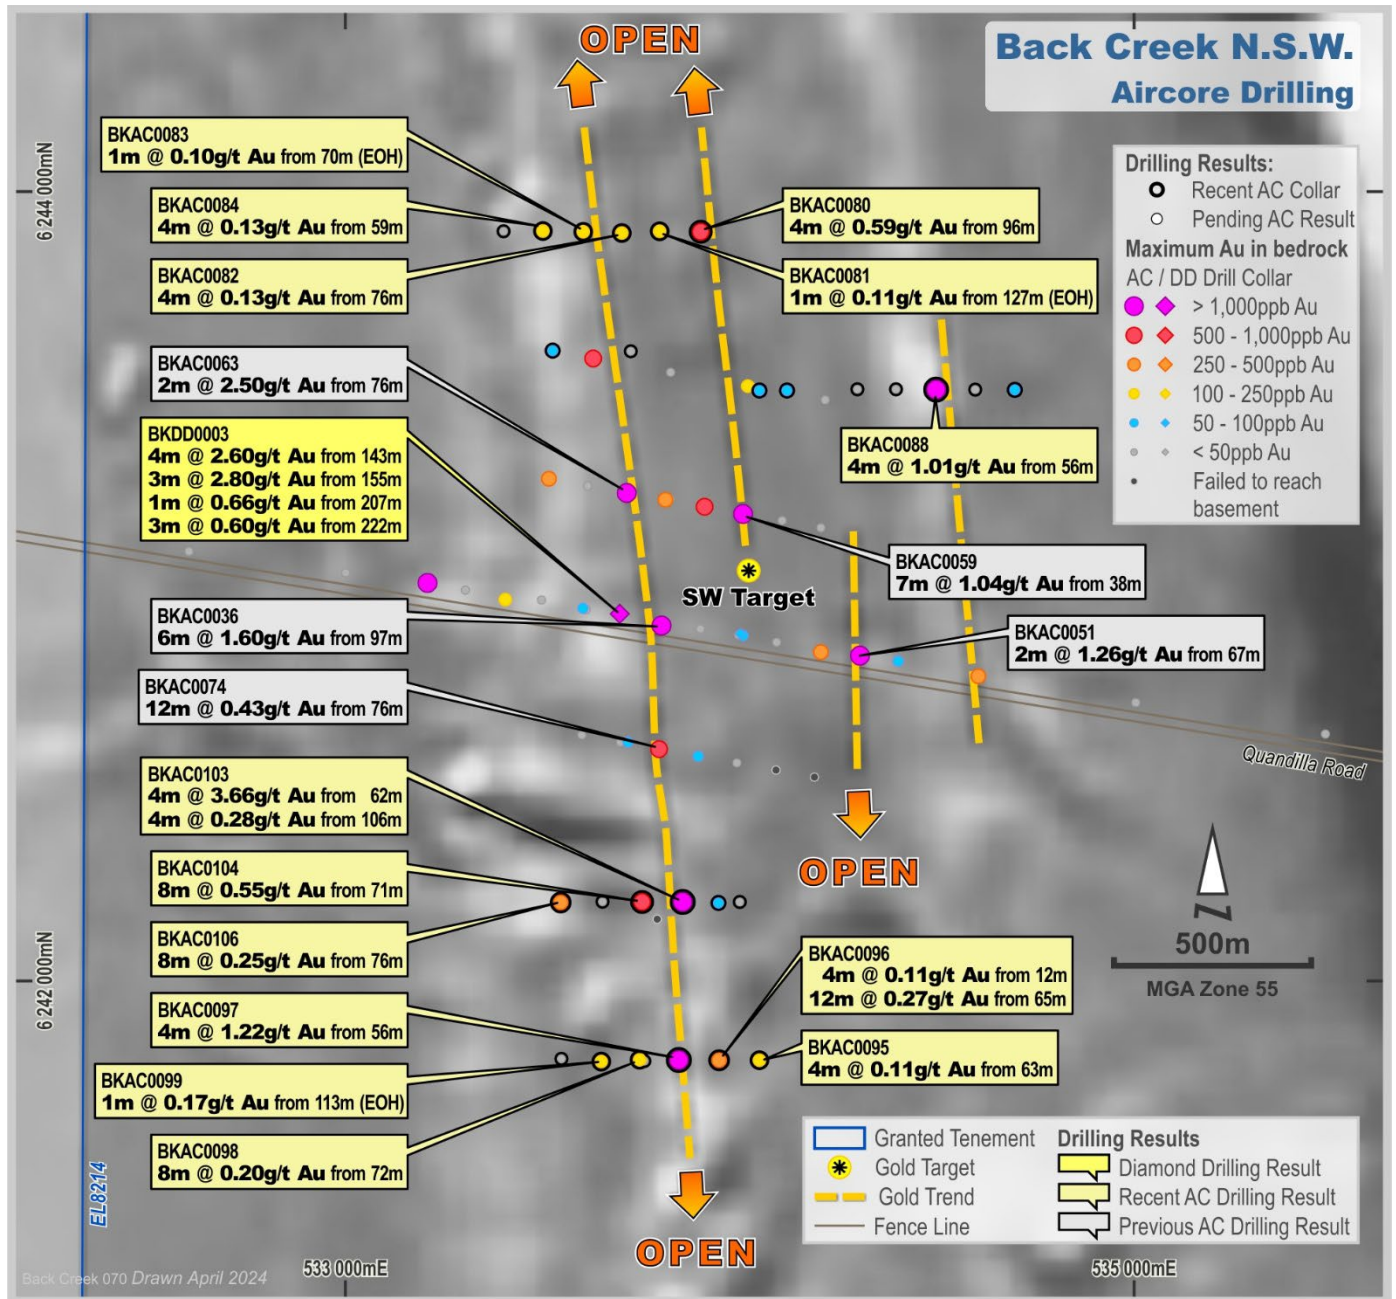 OPEN
Back Creek N.S.W.
Aircore Drilling
BKAC0083
1m @ 0.10g/t Au from 70m (EOH)
BKAC0084
4m @ 0.13g/t Au from 59m
BKAC0082
4m @ 0.13g/t Au from 76m
BKAC0080
4m @ 0.59g/t Au from 96m
BKAC0081
1m @ 0.11g/t Au from 127m (EOH)
Drilling Results:
Recent AC Collar
Pending AC Result
Maximum Au in bedrock
AC / DD Drill Collar
> 1,000ppb Au
500 - 1,000ppb Au
250 - 500ppb Au
100 - 250ppb Au
50 - 100ppb Au
< 50ppb Au
Failed to reach
basement
6 244 000mN
BKAC0063
2m @ 2.50g/t Au from 76m
BKDD0003
4m @ 2.60g/t Au from 143m
3m @ 2.80g/t Au from 155m
1m @ 0.66g/t Au from 207m
3m @ 0.60g/t Au from 222m
BKAC0088
4m @ 1.01g/t Au from 56m
BKAC0059
7m @ 1.04g/t Au from 38m
SW Target
BKAC0036
6m @ 1.60g/t Au from 97m
BKAC0051
2m @ 1.26g/t Au from 67m
BKAC0074
12m @ 0.43g/t Au from 76m
Quandilla Road
BKAC0103
4m @ 3.66g/t Au from 62m
4m @ 0.28g/t Au from 106m
OPEN
BKAC0104
8m @ 0.55g/t Au from 71m
BKAC0106
8m @ 0.25g/t Au from 76m
N
500m
MGA Zone 55
6 242 000mN
BKAC0096
4m @ 0.11g/t Au from 12m
12m @ 0.27g/t Au from 65m
BKAC0097
4m @ 1.22g/t Au from 56m
BKAC0095
4m @ 0.11g/t Au from 63m
BKAC0099
1m @ 0.17g/t Au from 113m (EOH)
BKAC0098
8m @ 0.20g/t Au from 72m
EL8214
OPEN
Granted Tenement
Gold Target
Gold Trend
Fence Line
Drilling Results
Diamond Drilling Result
Recent AC Drilling Result
Previous AC Drilling Result
533 000mE
535 000mE
Back Creek 070 Drawn April 2024